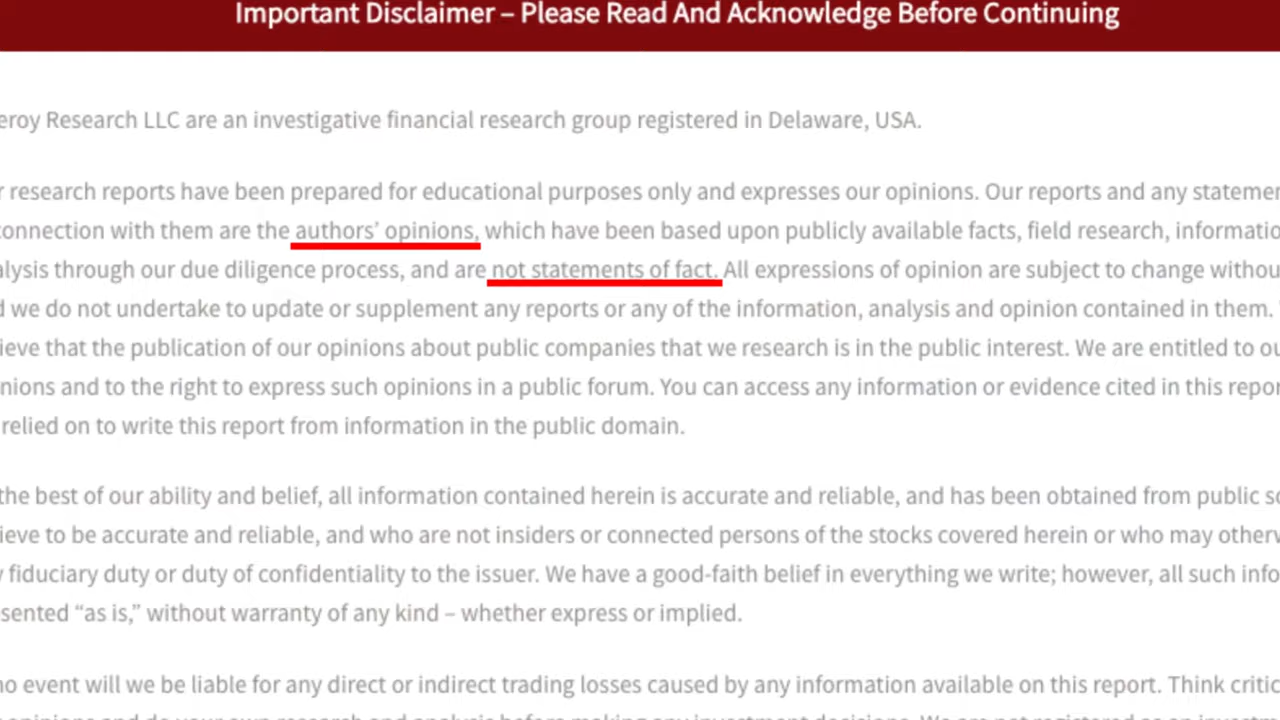 Important Disclaimer – Please Read And Acknowledge Before Continuing
eroy Research LLC are an investigative financial research group registered in Delaware, USA.
r research reports have been prepared for educational purposes only and expresses our opinions. Our reports and any statemen
connection with them are the authors’ opinions, which have been based upon publicly available facts, field research, informatio
alysis through our due diligence process, and are not statements of fact. All expressions of opinion are subject to change withou
d we do not undertake to update or supplement any reports or any of the information, analysis and opinion contained in them.
ieve that the publication of our opinions about public companies that we research is in the public interest. We are entitled to ou
nions and to the right to express such opinions in a public forum. You can access any information or evidence cited in this repor
relied on to write this report from information in the public domain.
the best of our ability and belief, all information contained herein is accurate and reliable, and has been obtained from public so
ieve to be accurate and reliable, and who are not insiders or connected persons of the stocks covered herein or who may otherw
y fiduciary duty or duty of confidentiality to the issuer. We have a good-faith belief in everything we write; however, all such info
sented “as is,” without warranty of any kind – whether express or implied.
no event will we be liable for any direct or indirect trading losses caused by any information available on this report. Think critic